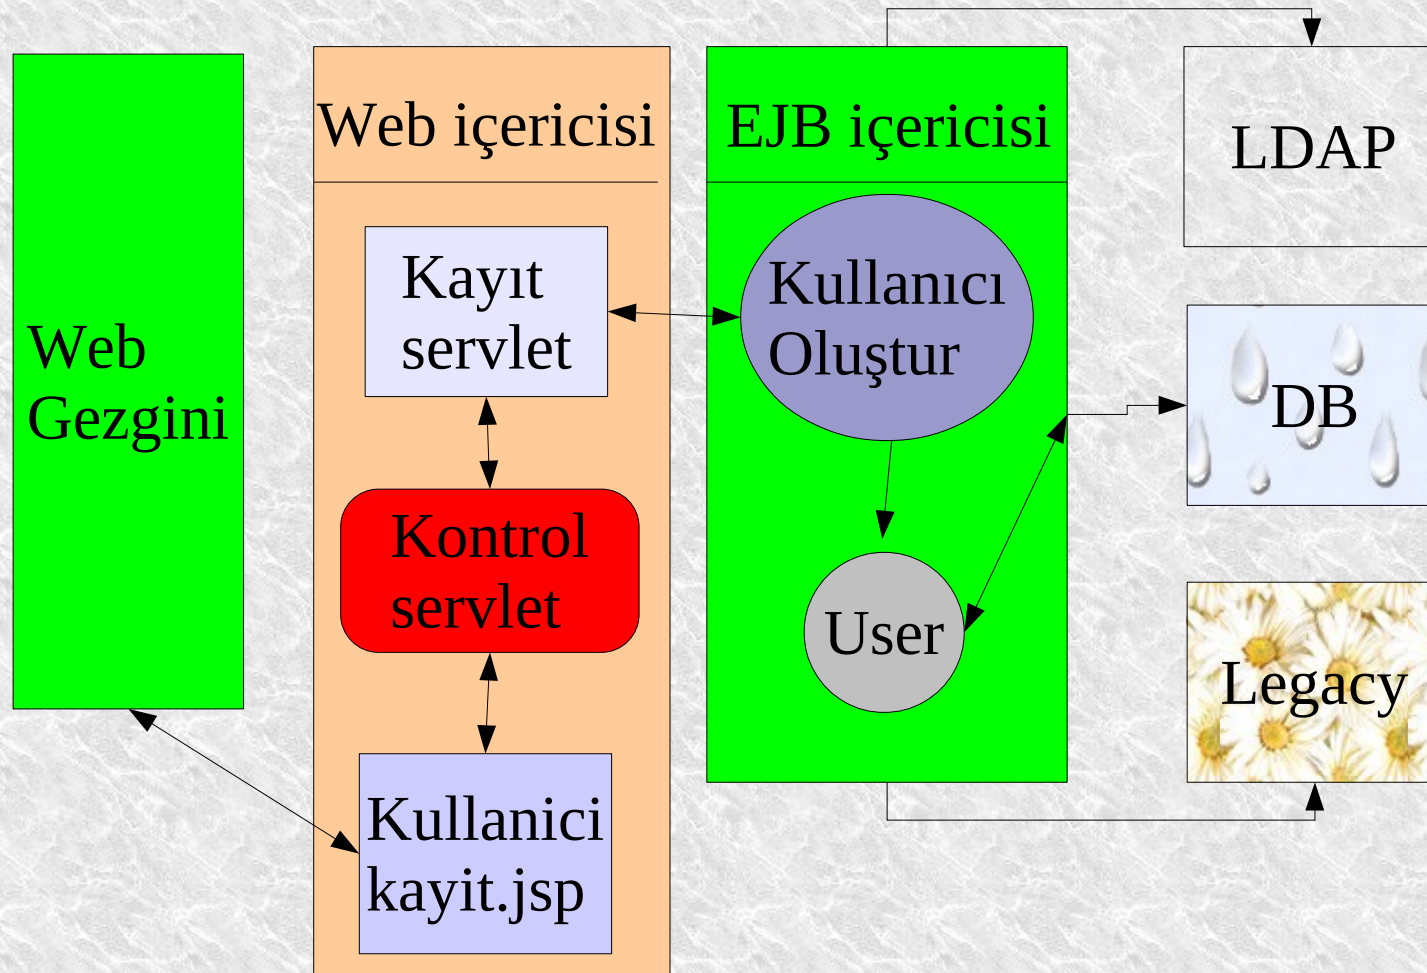 Web
Gezgini
Web içericisi
Kayıt
servlet
Kontrol
servlet
Kullanici
kayit.jsp
EJB içericisi
Kullanıcı
Oluştur
User
LDAP
DB
Legacy